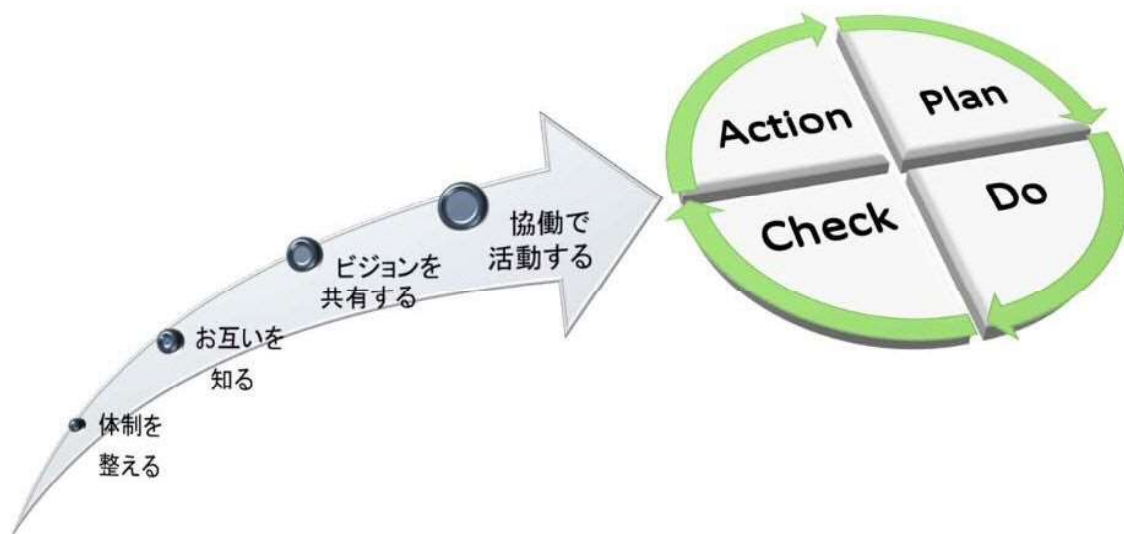 体制を
整える
お互いを
知る
ビジョンを
共有する
協働で
活動する
Plan
Do
Check
Action